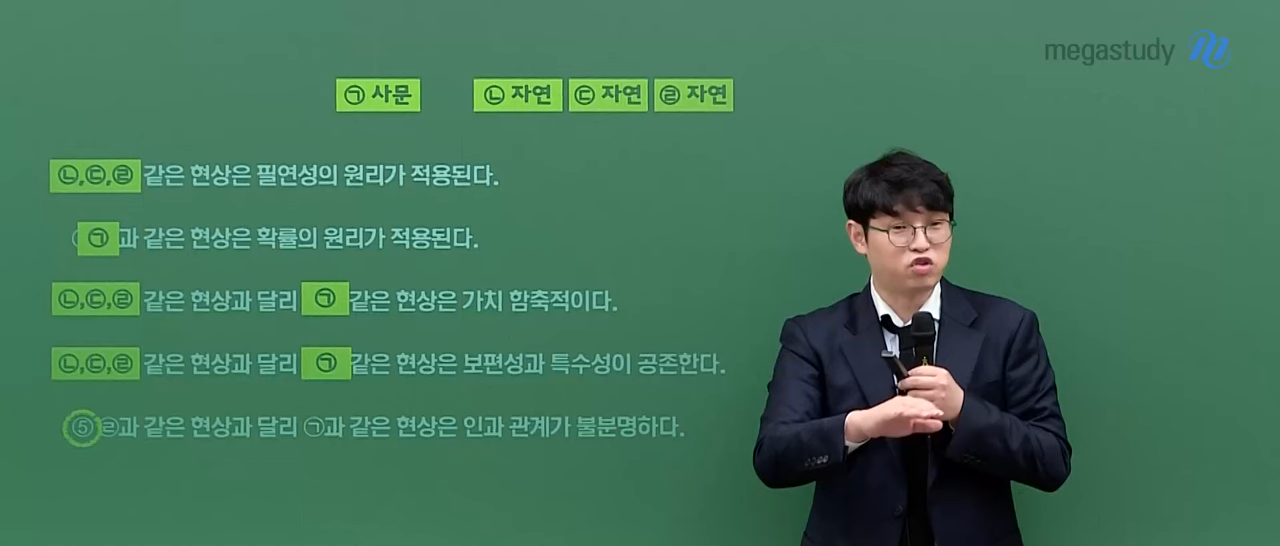 megastudy
㉠ 사문 ㉡ 자연 ㉢ 자연 ㉣ 자연
㉡,㉢,㉣ 같은 현상은 필연성의 원리가 적용된다.
㉠ 과 같은 현상은 확률의 원리가 적용된다.
㉡,㉢,㉣ 같은 현상과 달리 ㉠ 같은 현상은 가치 함축적이다.
㉡,㉢,㉣ 같은 현상과 달리 ㉠ 같은 현상은 보편성과 특수성이 공존한다.
⑤ ㉣과 같은 현상과 달리 ㉠과 같은 현상은 인과 관계가 불분명하다.